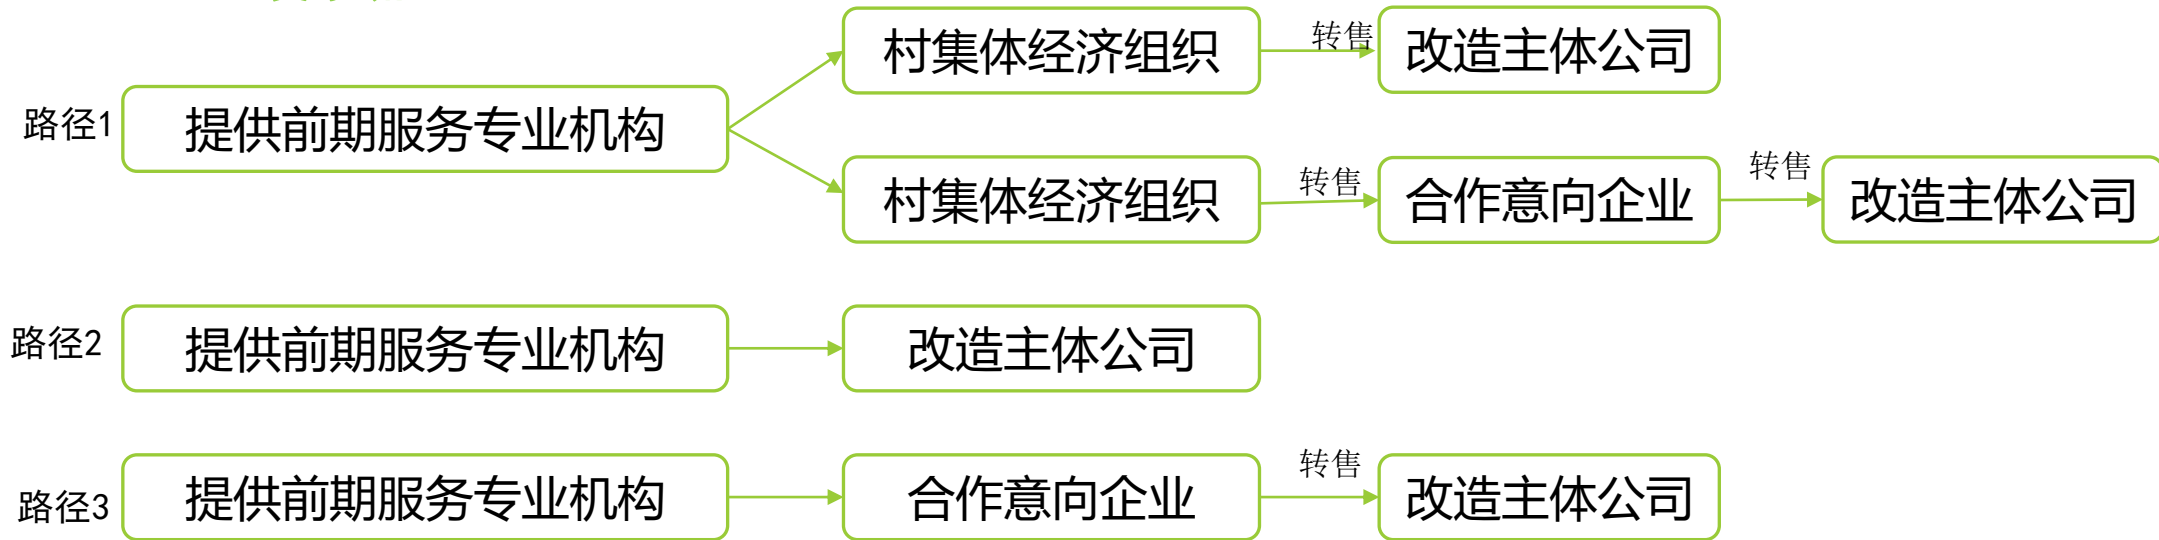 村集体经济组织 转售 改造主体公司
路径1 提供前期服务专业机构
村集体经济组织 转售 合作意向企业 转售 改造主体公司
路径2 提供前期服务专业机构 改造主体公司
路径3 提供前期服务专业机构 合作意向企业 转售 改造主体公司